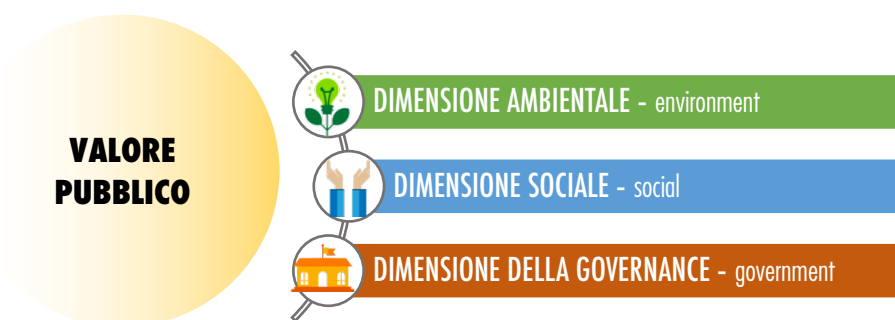 VALORE
PUBBLICO
DIMENSIONE AMBIENTALE - environment
DIMENSIONE SOCIALE - social
DIMENSIONE DELLA GOVERNANCE - government